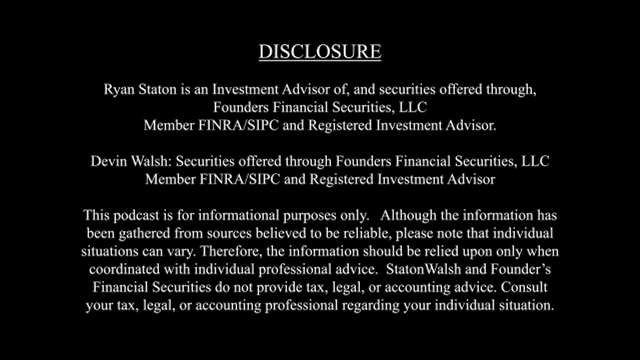 DISCLOSURE
Ryan Staton is an Investment Advisor of, and securities offered through,
Founders Financial Securities, LLC
Member FINRA/SIPC and Registered Investment Advisor.
Devin Walsh: Securities offered through Founders Financial Securities, LLC
Member FINRA/SIPC and Registered Investment Advisor
This podcast is for informational purposes only. Although the information has
been gathered from sources believed to be reliable, please note that individual
situations can vary. Therefore, the information should be relied upon only when
coordinated with individual professional advice. StatonWalsh and Founder’s
Financial Securities do not provide tax, legal, or accounting advice. Consult
your tax, legal, or accounting professional regarding your individual situation.